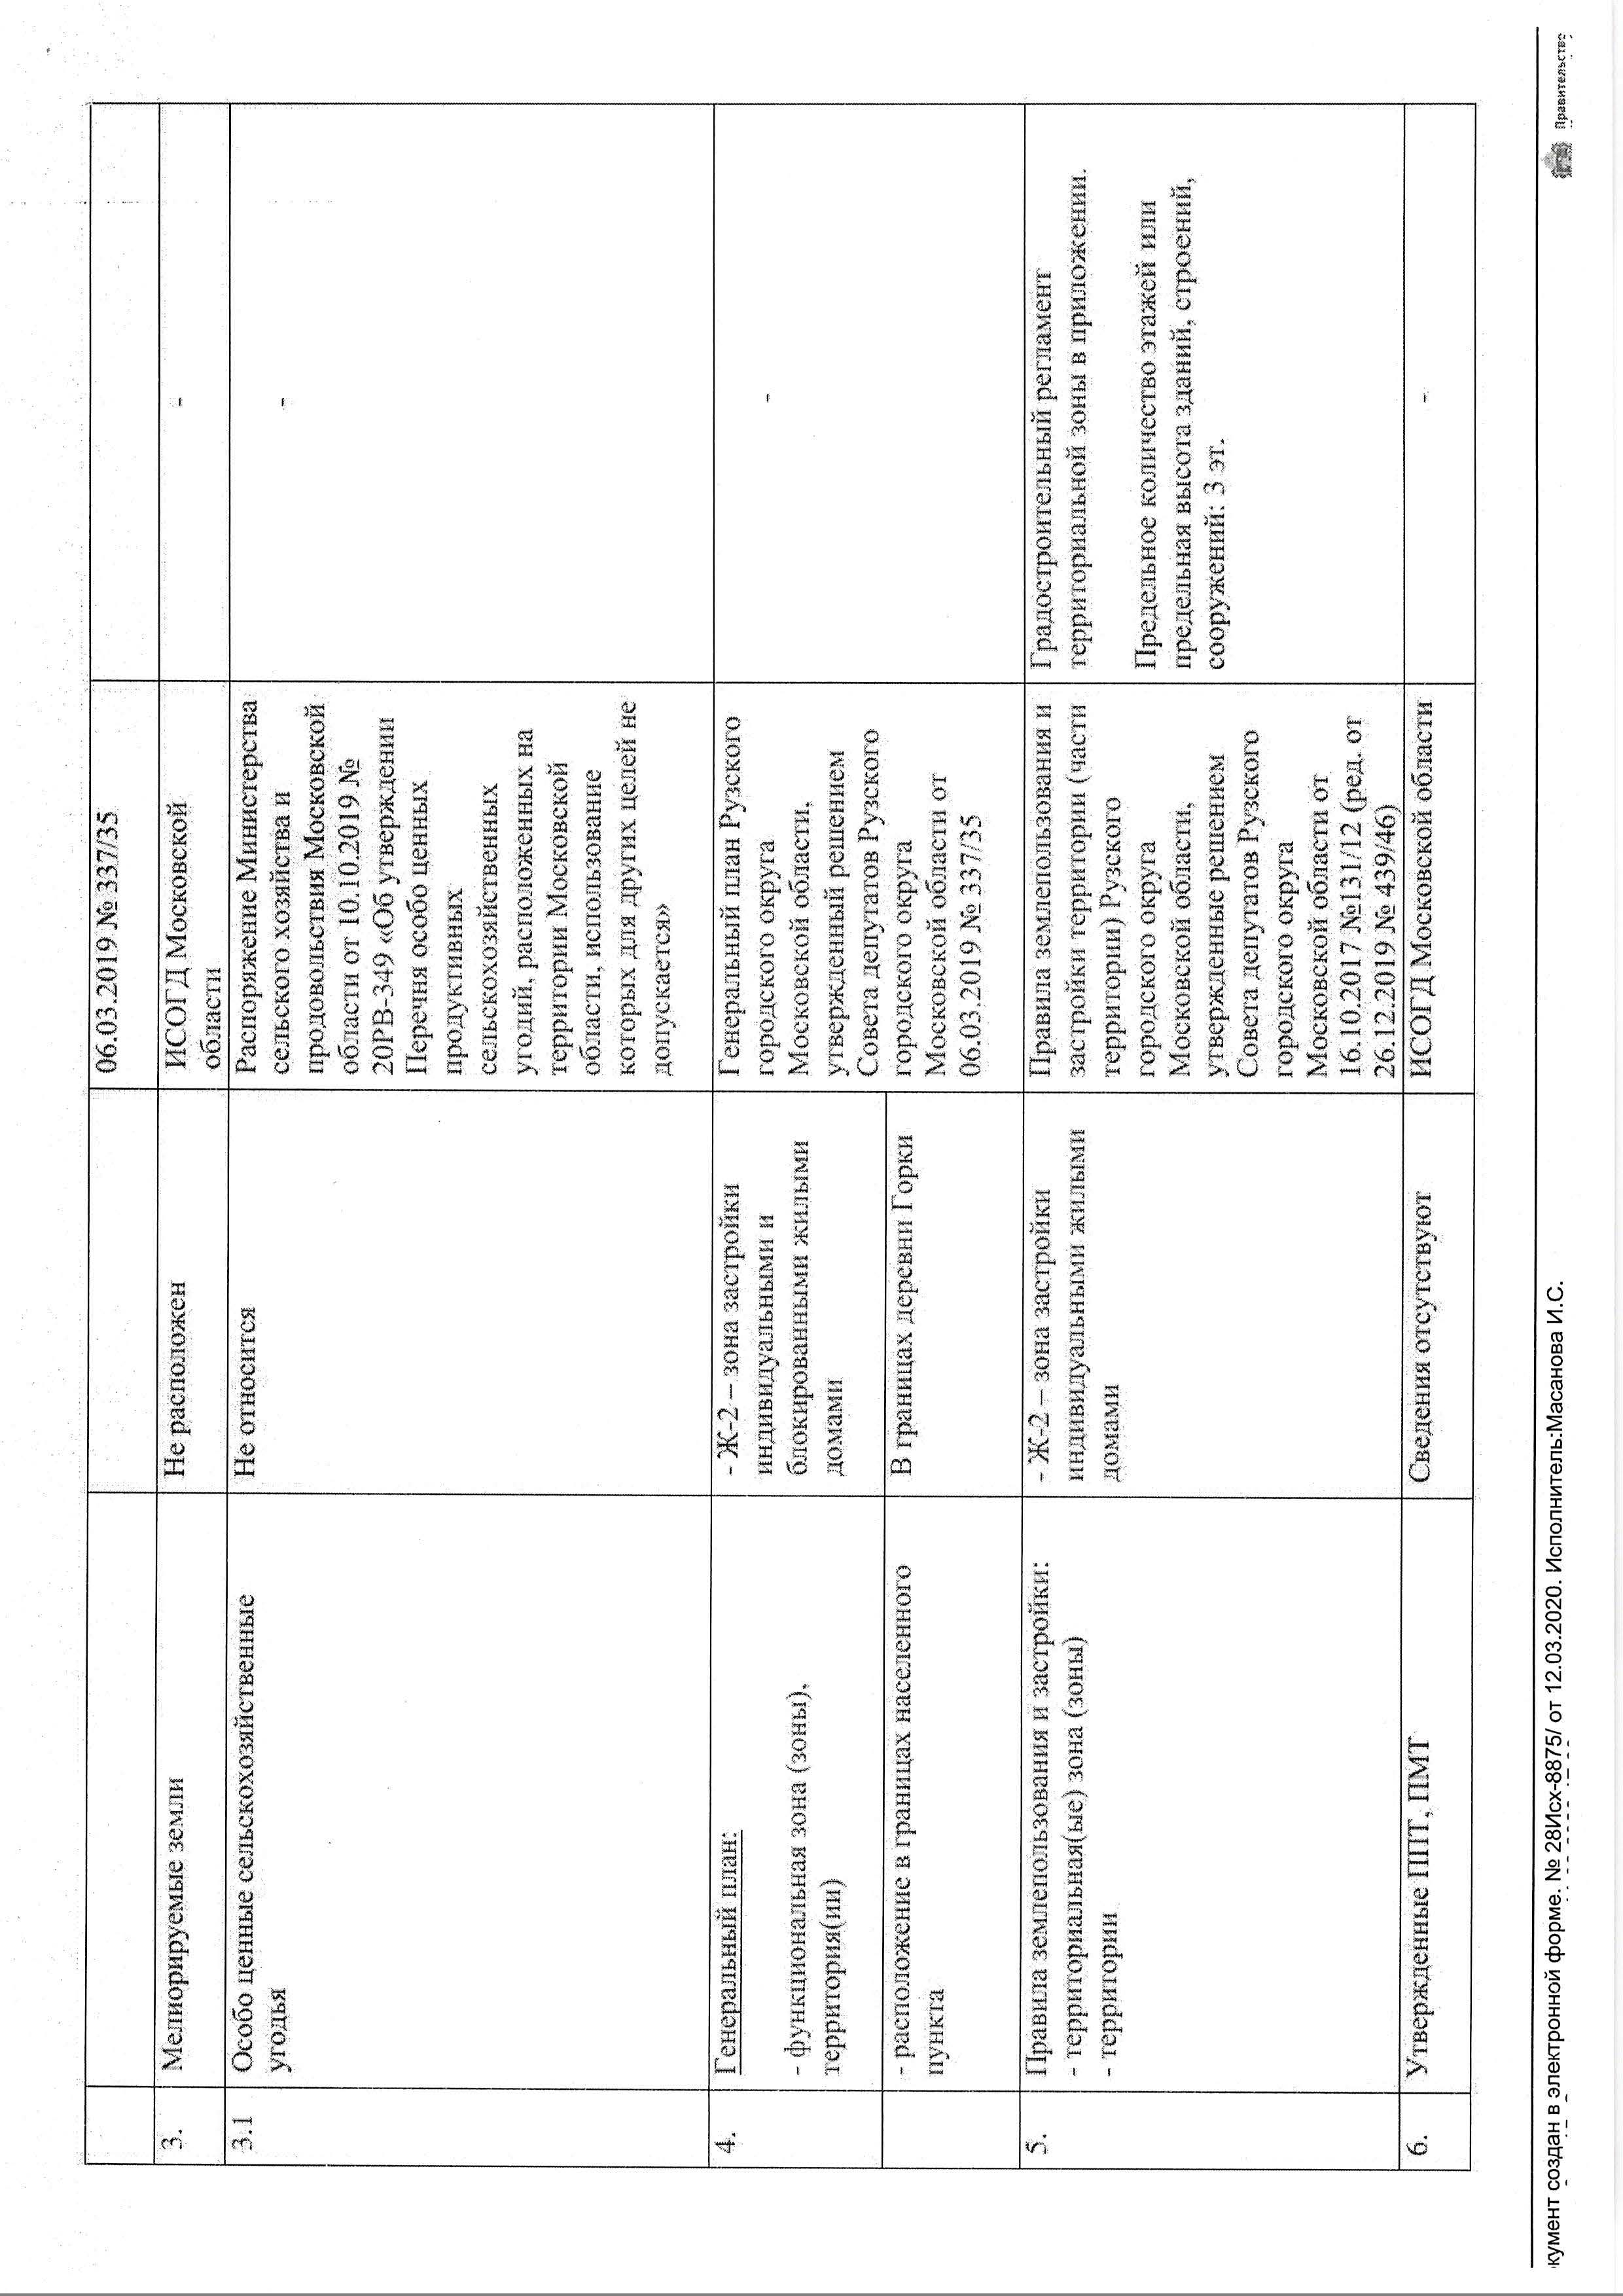 06.03.2019 № 337/35
3.
Мелиорируемые земли
Не расположен
ИСОГД Московской
области
-
3.1
Особо ценные сельскохозяйственные
угодья
Не относится
Распоряжение Министерства
сельского хозяйства и
продовольствия Московской
области от 10.10.2019 №
20РВ-349 «Об утверждении
Перечня особо ценных
продуктивных
сельскохозяйственных
угодий, расположенных на
территории Московской
области, использование
которых для других целей не
допускается»
-
4.
Генеральный план:
- функциональная зона (зоны),
территория(ии)
- Ж-2 – зона застройки
индивидуальными и
блокированными жилыми
домами
Генеральный план Рузского
городского округа
Московской области,
утвержденный решением
Совета депутатов Рузского
городского округа
Московской области от
06.03.2019 № 337/35
-
- расположение в границах населенного
пункта
В границах деревни Горки
5.
Правила землепользования и застройки:
- территориальная(ые) зона (зоны)
- территории
- Ж-2 – зона застройки
индивидуальными жилыми
домами
Правила землепользования и
застройки территории (части
территории) Рузского
городского округа
Московской области,
утвержденные решением
Совета депутатов Рузского
городского округа
Московской области от
16.10.2017 №131/12 (ред. от
26.12.2019 № 439/46)
Градостроительный регламент
территориальной зоны в приложении.
Предельное количество этажей или
предельная высота зданий, строений,
сооружений: 3 эт.
6.
Утвержденные ППТ, ПМТ
Сведения отсутствуют
ИСОГД Московской области
-
кумент создан в электронной форме. № 28Исх-8875/ от 12.03.2020. Исполнитель:Масанова И.С.
Правительство